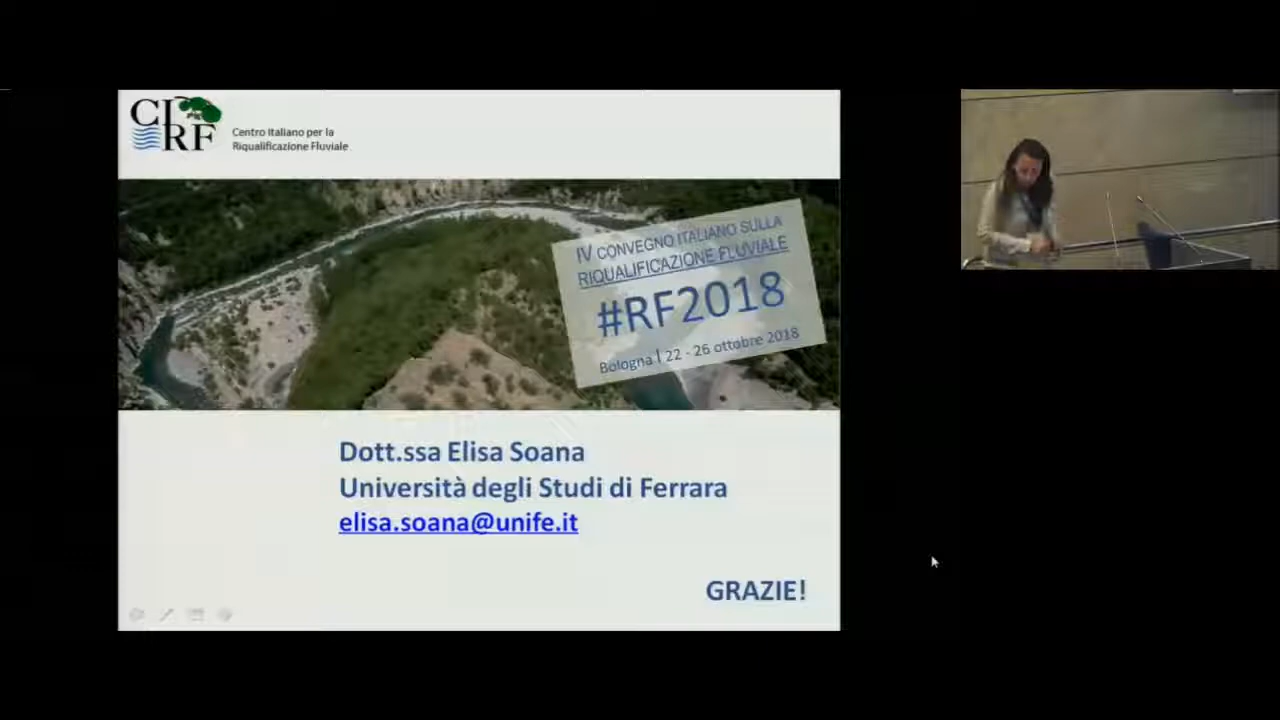 CIRF
Centro Italiano per la
Riqualificazione Fluviale
IV CONVEGNO ITALIANO SULLA
RIQUALIFICAZIONE FLUVIALE
#RF2018
Bologna | 22 - 26 ottobre 2018
Dott.ssa Elisa Soana
Università degli Studi di Ferrara
elisa.soana@unife.it
GRAZIE!